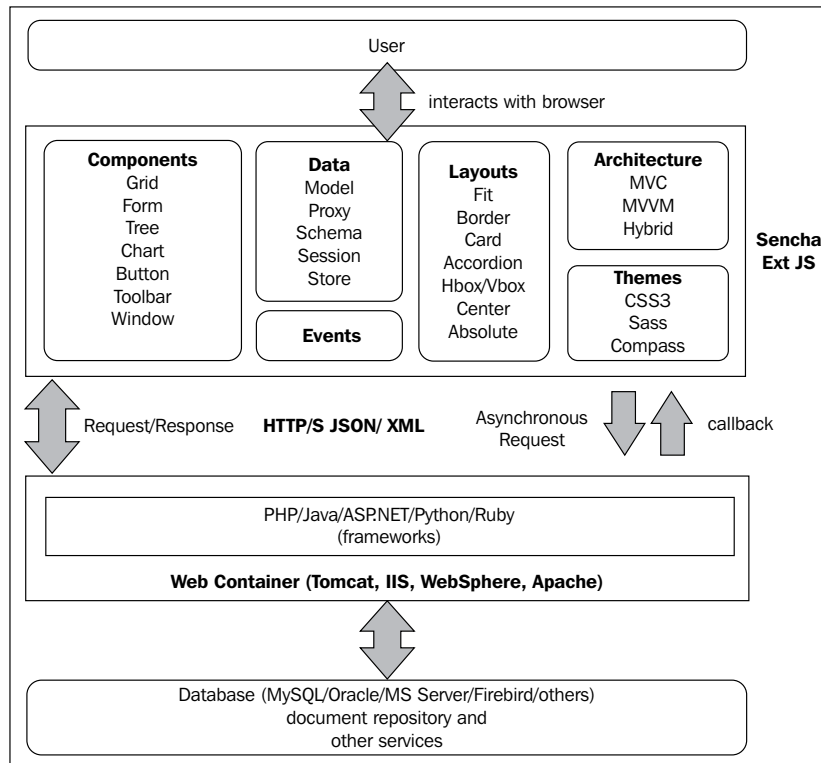 User
interacts with browser
Components
Grid
Form
Tree
Chart
Button
Toolbar
Window
Data
Model
Proxy
Schema
Session
Store
Events
Layouts
Fit
Border
Card
Accordion
Hbox/Vbox
Center
Absolute
Architecture
MVC
MVVM
Hybrid
Themes
CSS3
Sass
Compass
Sencha
Ext JS
Request/Response
HTTP/S JSON/ XML
Asynchronous
Request
callback
PHP/Java/ASP.NET/Python/Ruby
(frameworks)
Web Container (Tomcat, IIS, WebSphere, Apache)
Database (MySQL/Oracle/MS Server/Firebird/others)
document repository and
other services